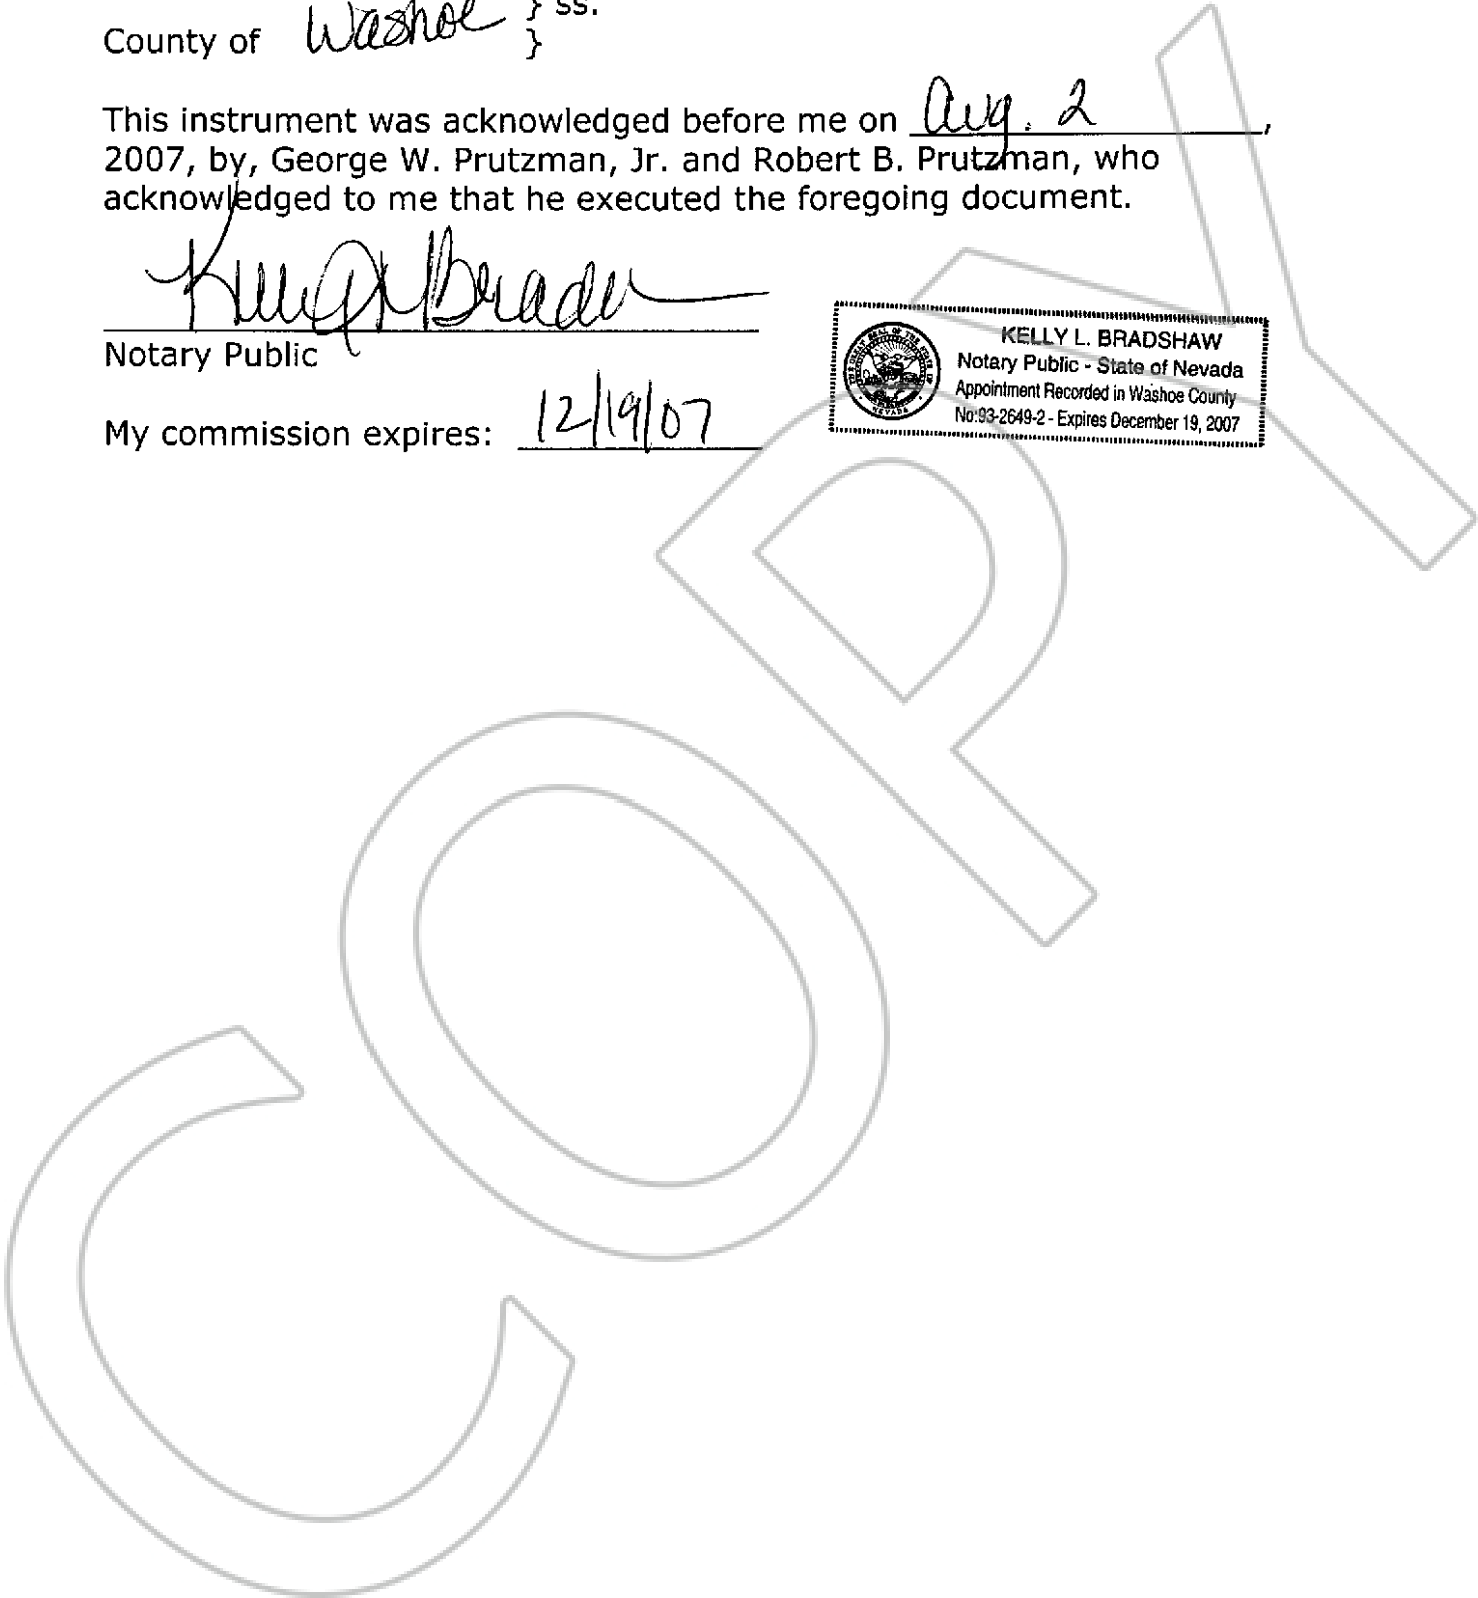 County of Washoe } ss.
}
This instrument was acknowledged before me on Aug. 2,
2007, by, George W. Prutzman, Jr. and Robert B. Prutzman, who
acknowledged to me that he executed the foregoing document.
Notary Public
My commission expires: 12/19/07
KELLY L. BRADSHAW
Notary Public - State of Nevada
Appointment Recorded in Washoe County
No:93-2649-2 - Expires December 19, 2007
COPY